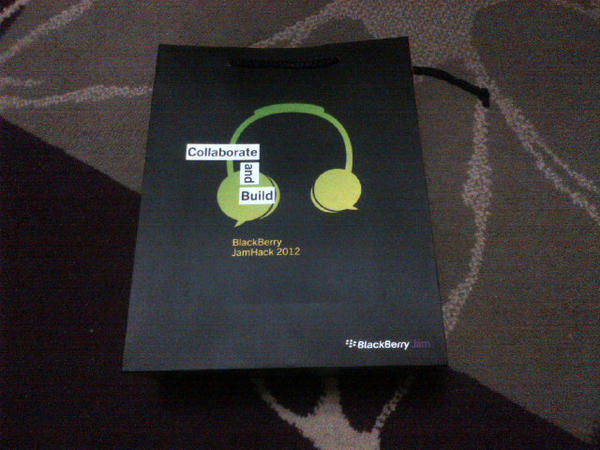 Collaborate
and
Build
BlackBerry
JamHack 2012
BlackBerry Jam